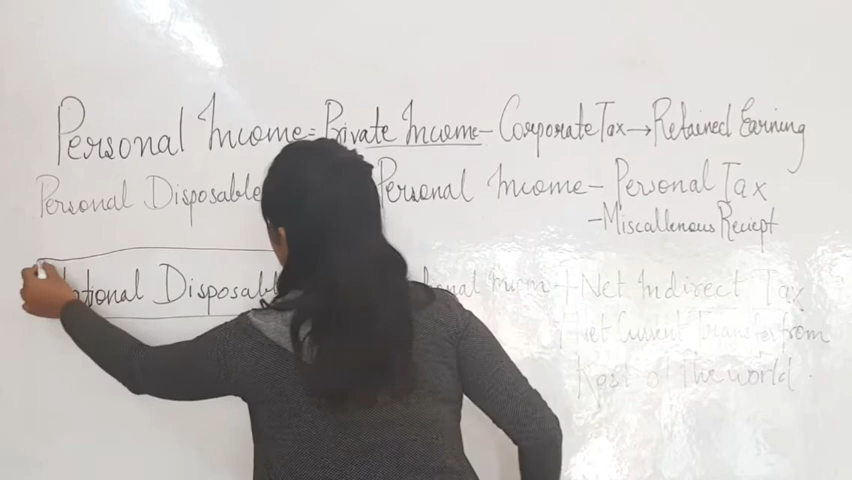 Personal Income = Private Income - Corporate Tax → Retained Earning
Personal Disposable Personal Income - Personal Tax
- Miscallenous Reciept
Disposabl + Net Indirect Tax
Net Current Transfer from
Rest of the world.